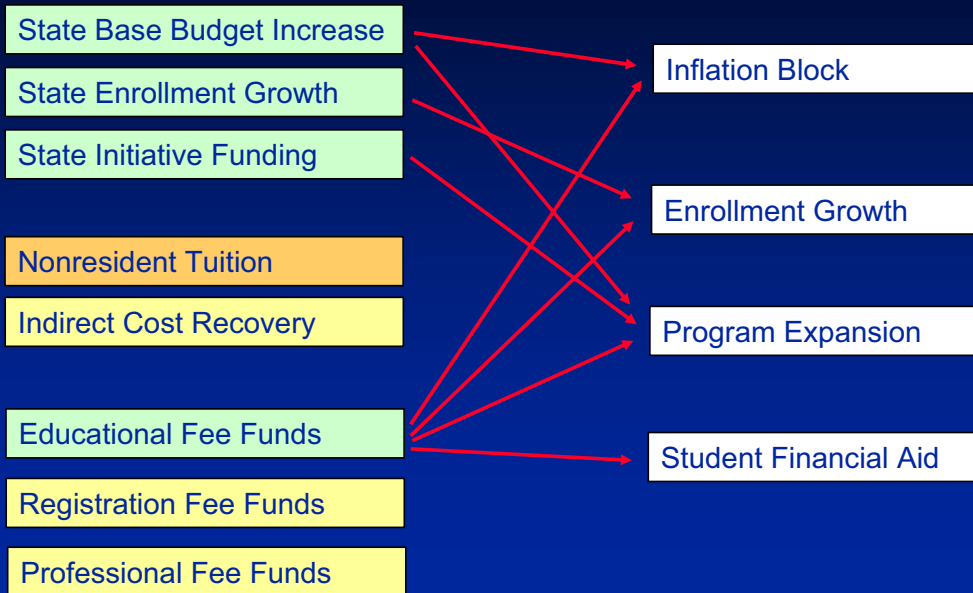 State Base Budget Increase
State Enrollment Growth
State Initiative Funding
Nonresident Tuition
Indirect Cost Recovery
Educational Fee Funds
Registration Fee Funds
Professional Fee Funds
Inflation Block
Enrollment Growth
Program Expansion
Student Financial Aid